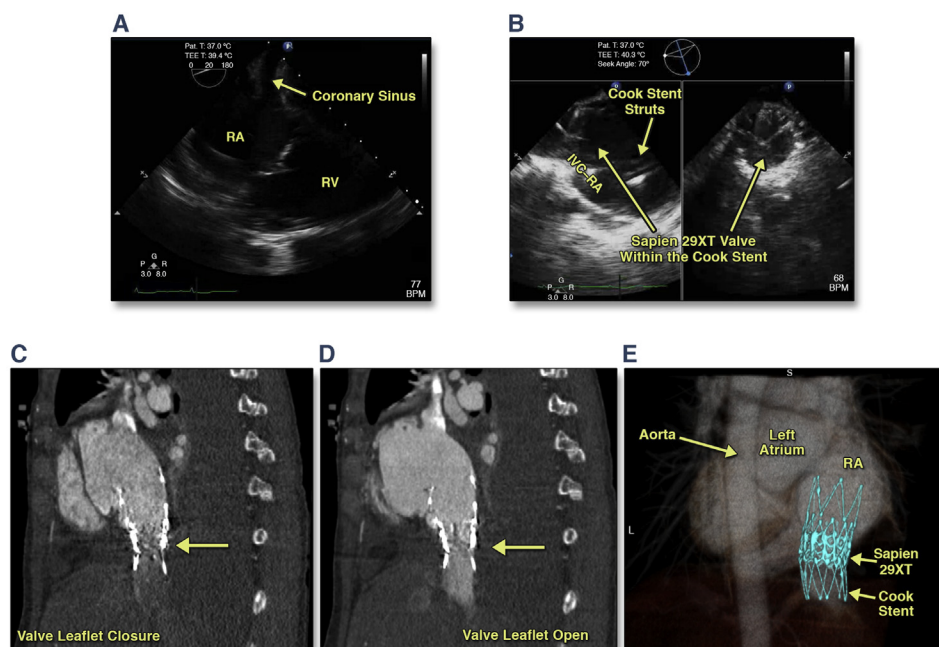 A
Pat. T: 37.0 °C
TEE T: 39.4 °C
0 20 180
P
Coronary Sinus
RA
RV
G
P R
3.0 8.0
77
BPM
B
Pat. T: 37.0 °C
TEE T: 40.3 °C
Seek Angle: 70°
P
P
Cook Stent
Struts
IVC-RA
Sapien 29XT Valve
Within the Cook Stent
G
P R
3.0 8.0
68
BPM
C
Valve Leaflet Closure
D
Valve Leaflet Open
E
S
Aorta
Left
Atrium
RA
L
Sapien
29XT
Cook
Stent